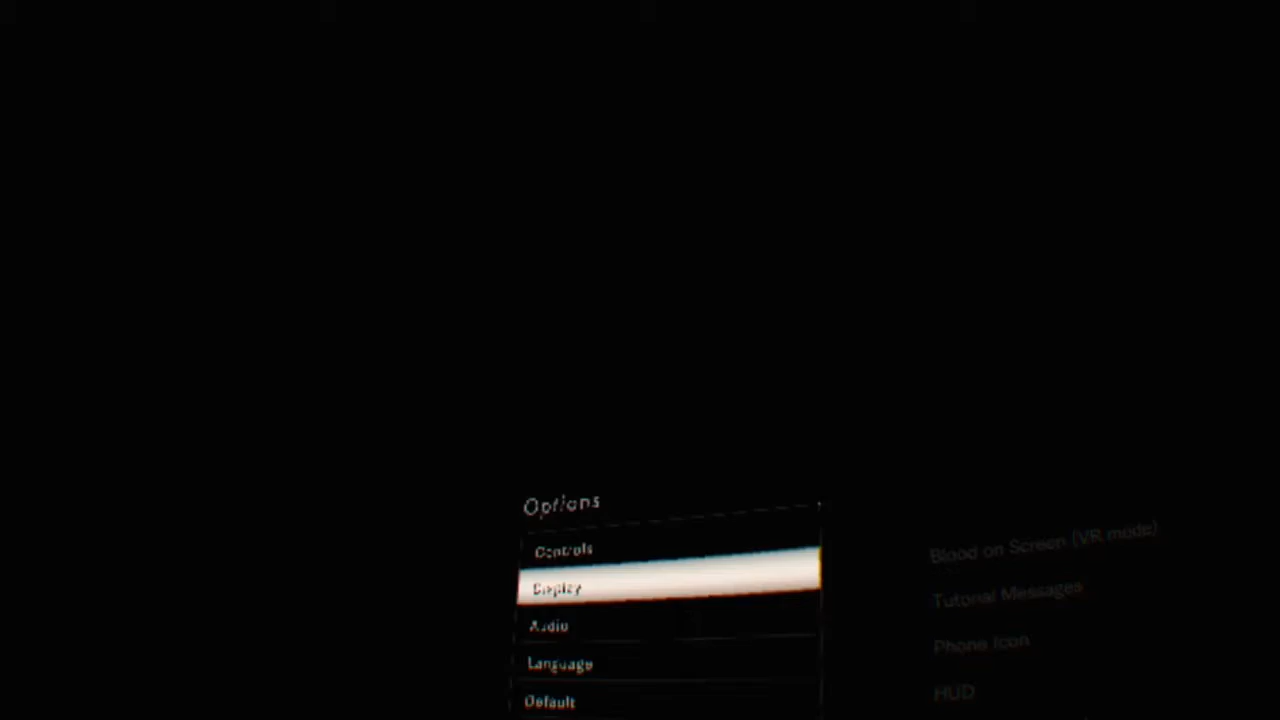 Options
Controls
Display
Audio
Language
Default
Blood on Screen (VR mode)
Tutorial Messages
Phone Icon
HUD